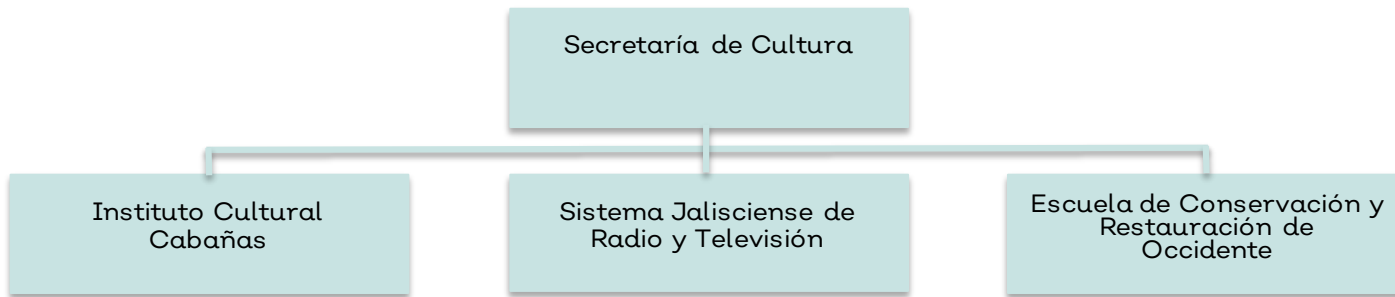 Secretaría de Cultura
Instituto Cultural
Cabañas
Sistema Jalisciense de
Radio y Televisión
Escuela de Conservación y
Restauración de
Occidente